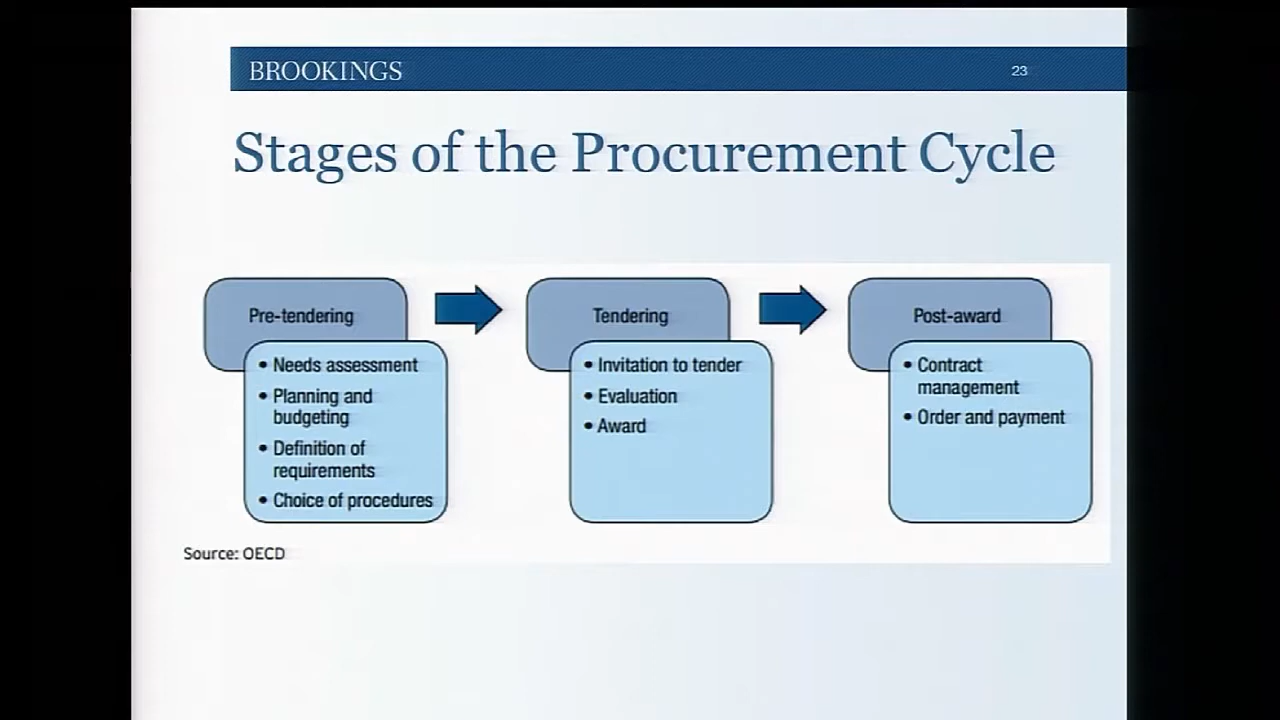 BROOKINGS
23
Stages of the Procurement Cycle
Pre-tendering
• Needs assessment
• Planning and
budgeting
• Definition of
requirements
• Choice of procedures
Tendering
• Invitation to tender
• Evaluation
• Award
Post-award
• Contract
management
• Order and payment
Source: OECD